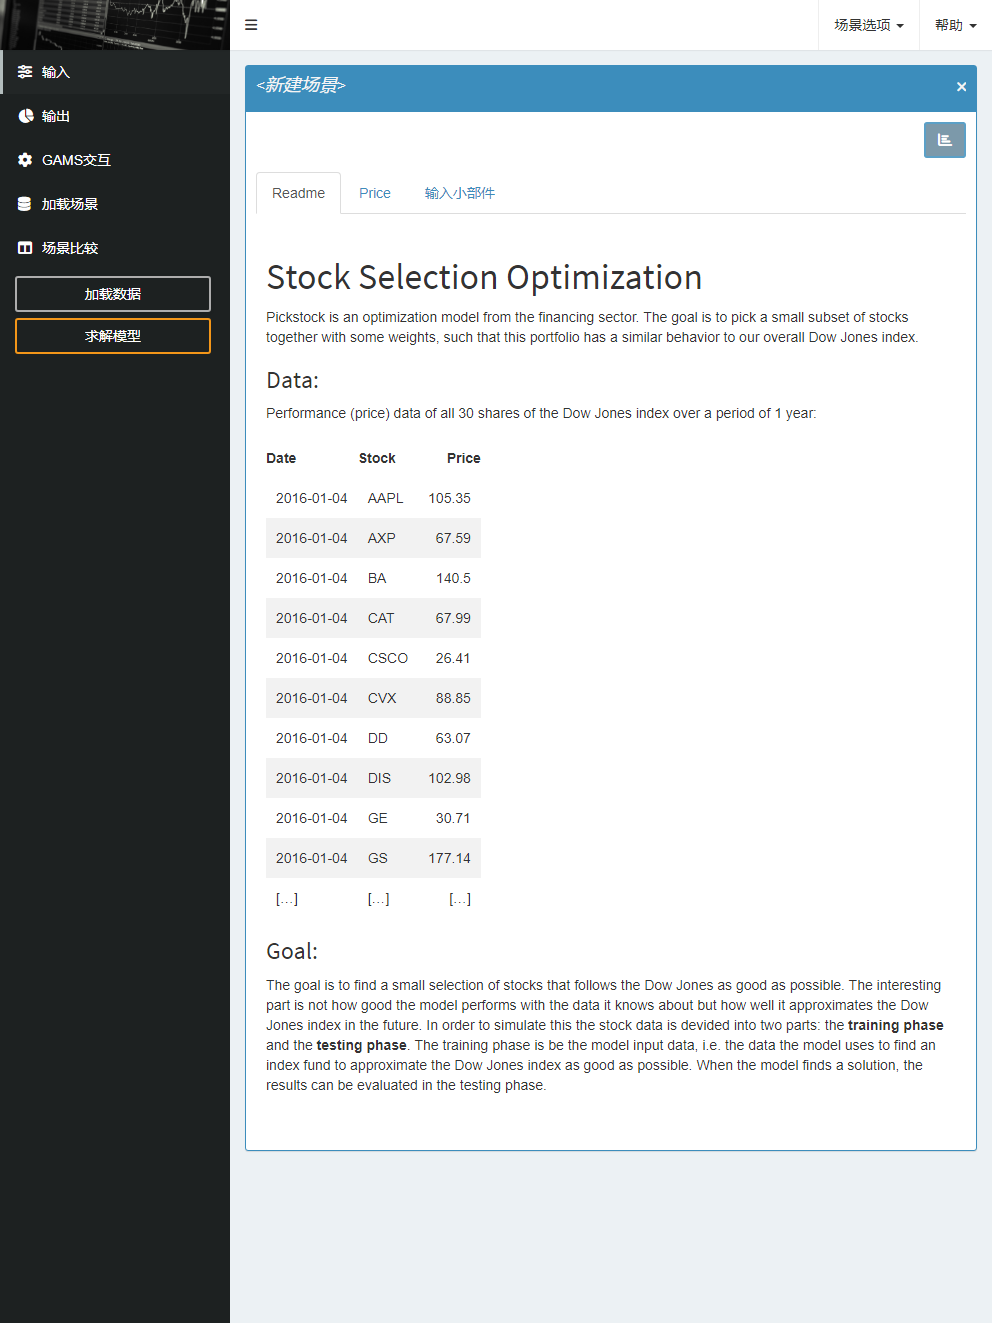 场景选项
帮助
输入
输出
GAMS交互
加载场景
场景比较
加载数据
求解模型
<新建场景>
×
Readme
Price
输入小部件
Stock Selection Optimization
Pickstock is an optimization model from the financing sector. The goal is to pick a small subset of stocks
together with some weights, such that this portfolio has a similar behavior to our overall Dow Jones index.
Data:
Performance (price) data of all 30 shares of the Dow Jones index over a period of 1 year:
Date Stock Price
2016-01-04 AAPL 105.35
2016-01-04 AXP 67.59
2016-01-04 BA 140.5
2016-01-04 CAT 67.99
2016-01-04 CSCO 26.41
2016-01-04 CVX 88.85
2016-01-04 DD 63.07
2016-01-04 DIS 102.98
2016-01-04 GE 30.71
2016-01-04 GS 177.14
[…] […] […]
Goal:
The goal is to find a small selection of stocks that follows the Dow Jones as good as possible. The interesting
part is not how good the model performs with the data it knows about but how well it approximates the Dow
Jones index in the future. In order to simulate this the stock data is devided into two parts: the training phase
and the testing phase. The training phase is be the model input data, i.e. the data the model uses to find an
index fund to approximate the Dow Jones index as good as possible. When the model finds a solution, the
results can be evaluated in the testing phase.